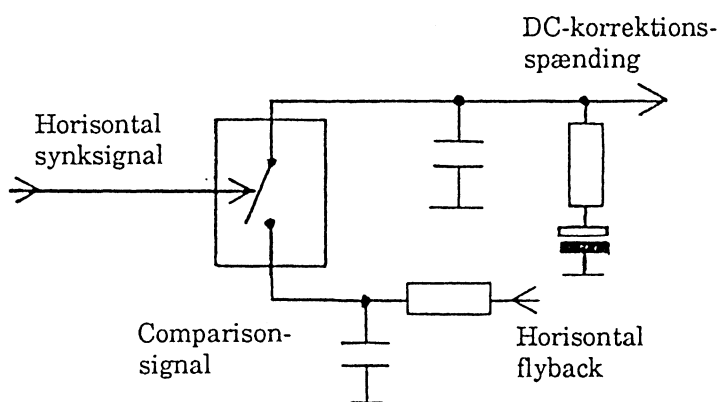 DC-korrektions-
spænding
Horisontal
synksignal
Comparison-
signal
Horisontal
flyback